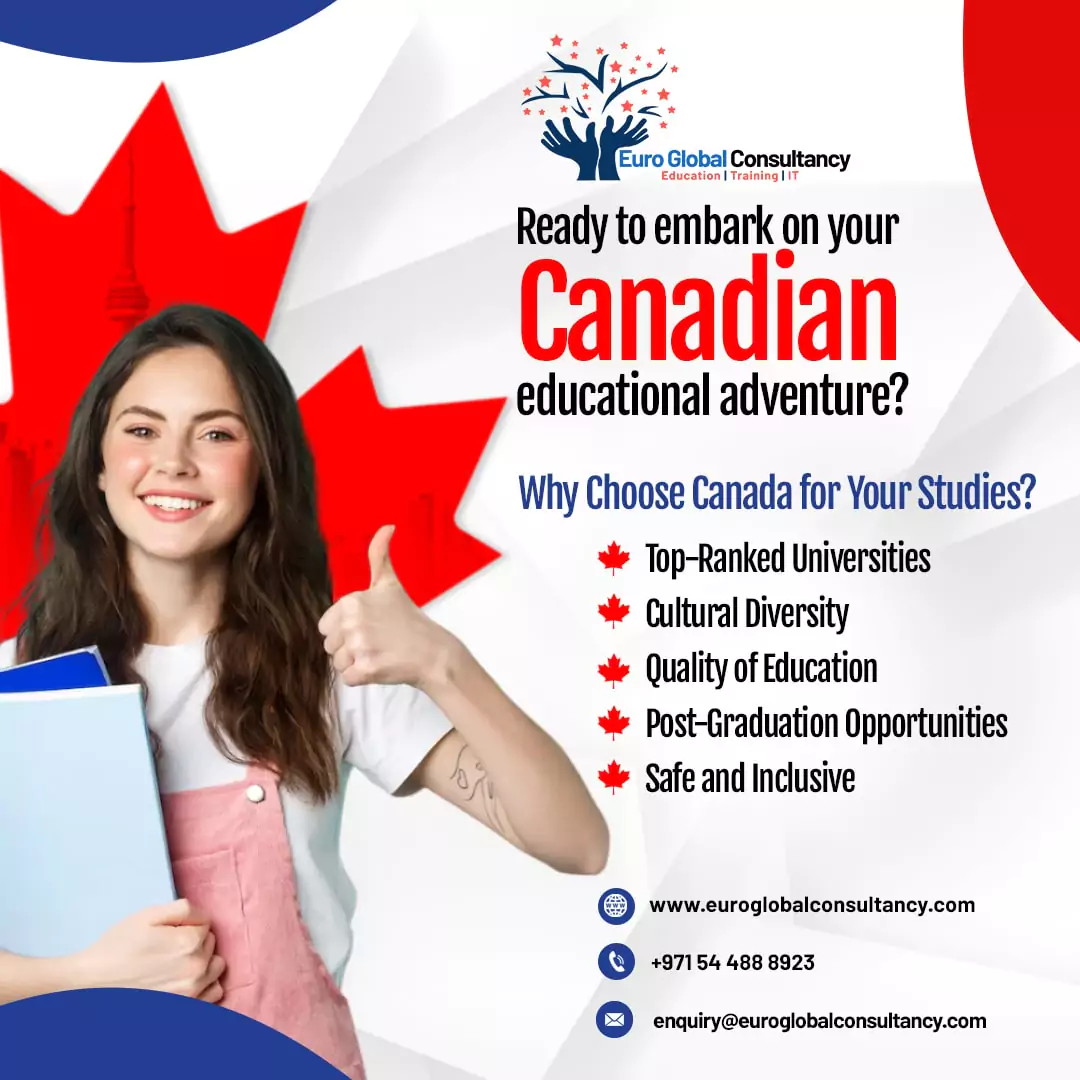 Euro Global Consultancy
Education | Training | IT
Ready to embark on your
Canadian
educational adventure?
Why Choose Canada for Your Studies?
Top-Ranked Universities
Cultural Diversity
Quality of Education
Post-Graduation Opportunities
Safe and Inclusive
www.euroglobalconsultancy.com
+971 54 488 8923
enquiry@euroglobalconsultancy.com